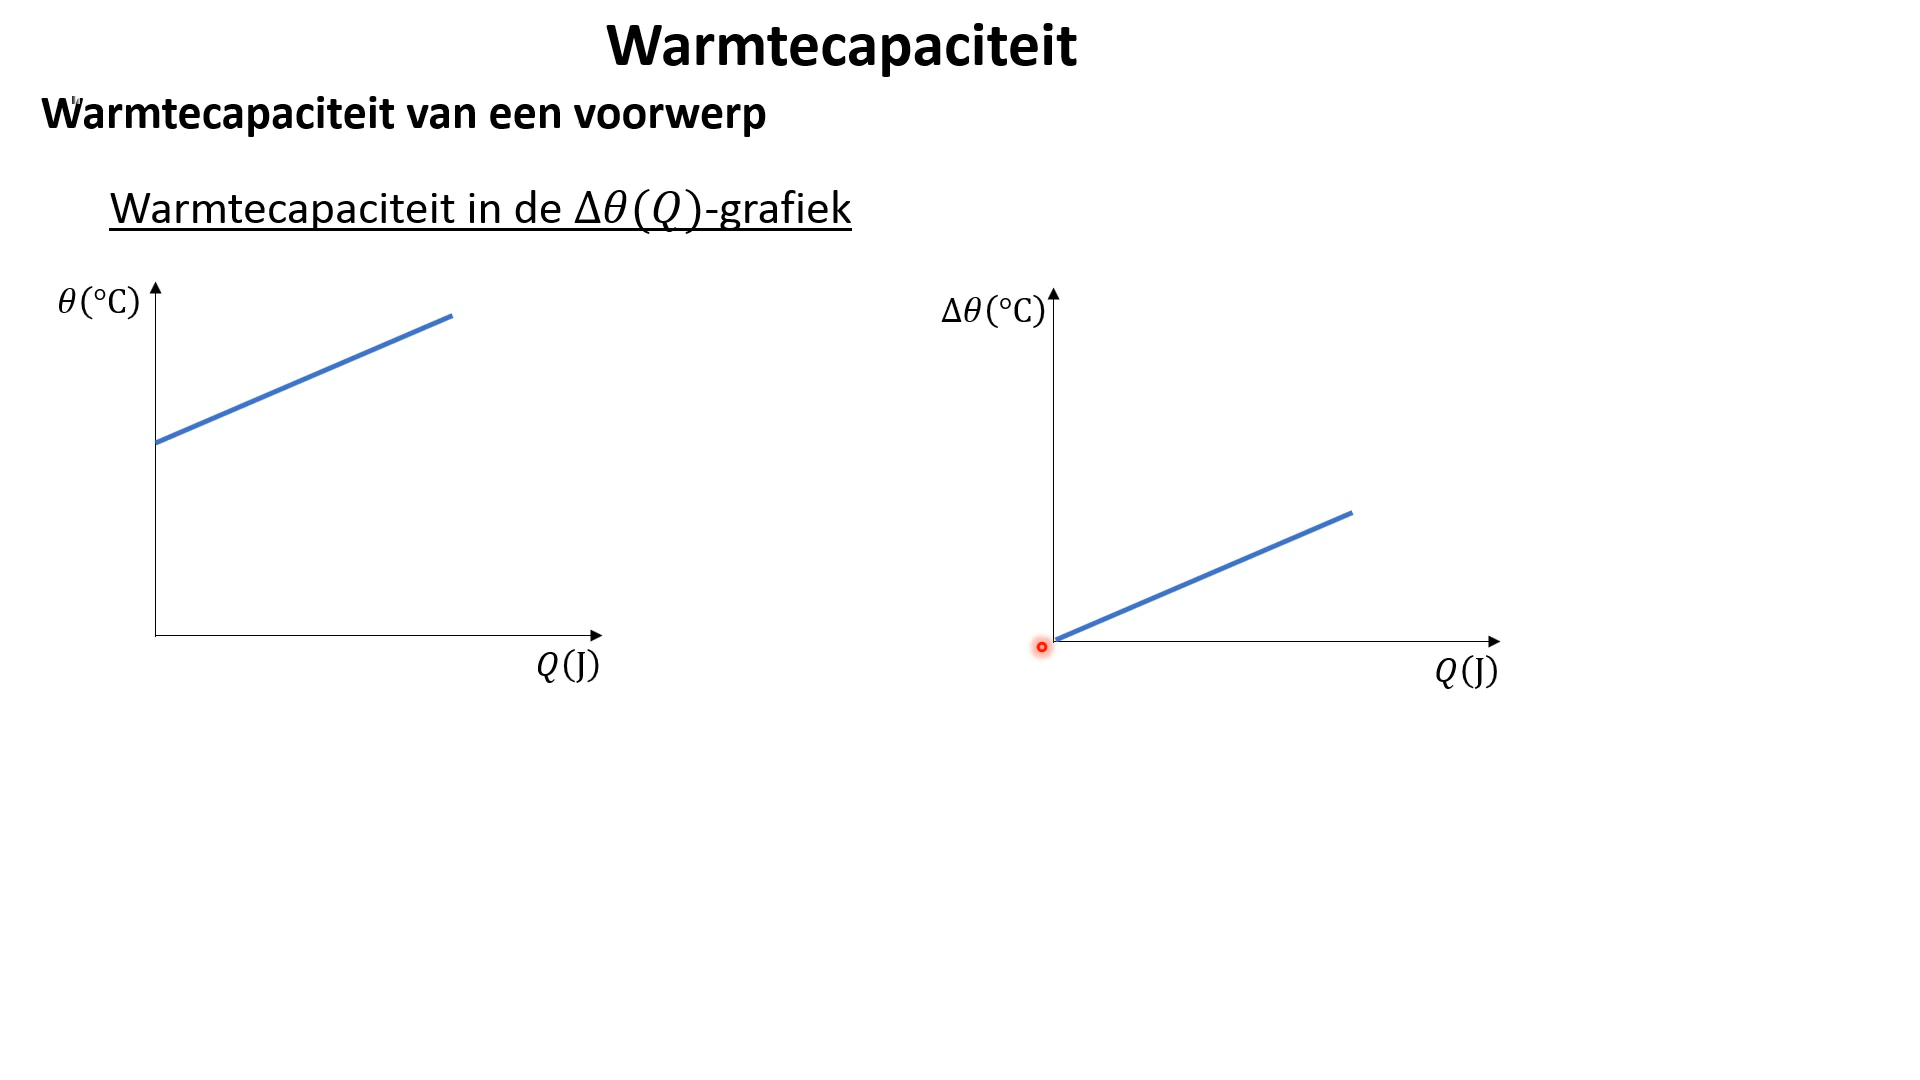 Warmtecapaciteit
Warmtecapaciteit van een voorwerp
Warmtecapaciteit in de Δθ(Q)-grafiek
θ(°C)
Q(J)
Δθ(°C)
Q(J)